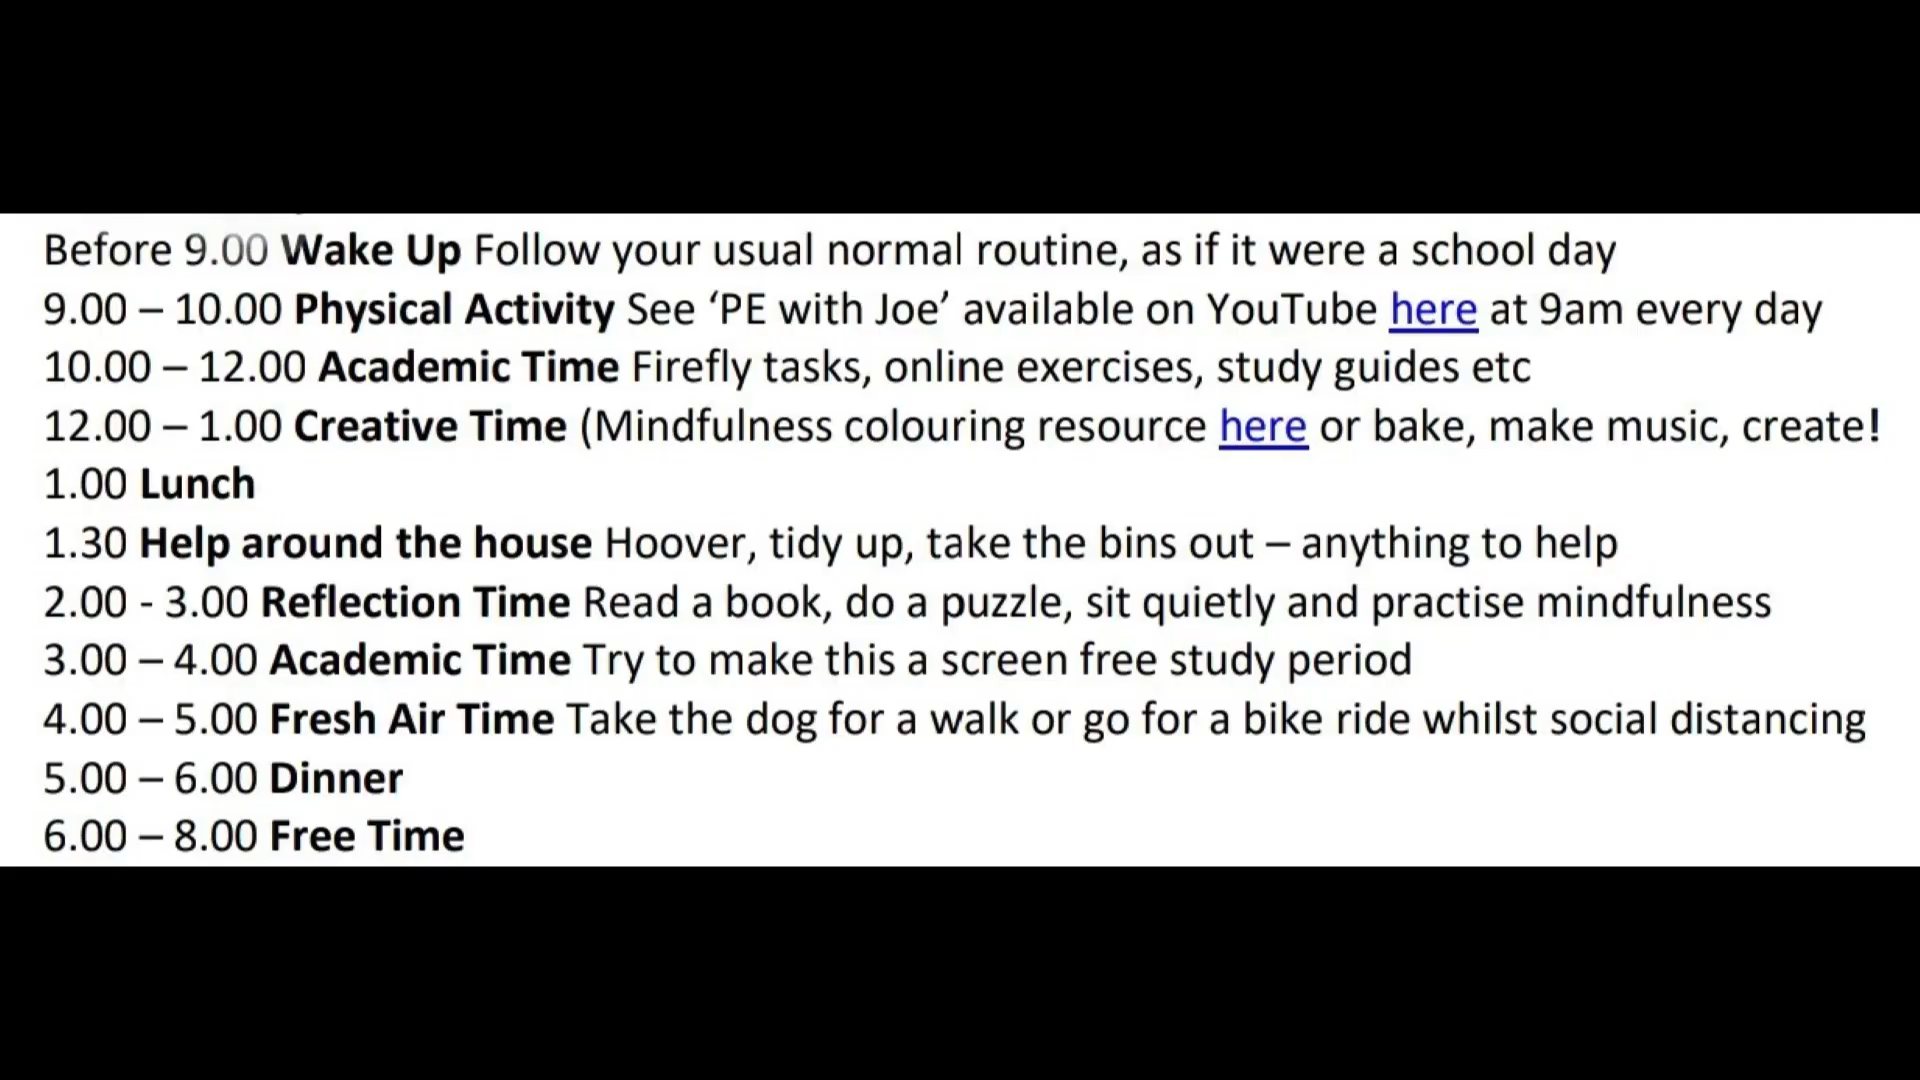 Before 9.00 Wake Up Follow your usual normal routine, as if it were a school day
9.00 – 10.00 Physical Activity See ‘PE with Joe’ available on YouTube here at 9am every day
10.00 – 12.00 Academic Time Firefly tasks, online exercises, study guides etc
12.00 – 1.00 Creative Time (Mindfulness colouring resource here or bake, make music, create!
1.00 Lunch
1.30 Help around the house Hoover, tidy up, take the bins out – anything to help
2.00 - 3.00 Reflection Time Read a book, do a puzzle, sit quietly and practise mindfulness
3.00 – 4.00 Academic Time Try to make this a screen free study period
4.00 – 5.00 Fresh Air Time Take the dog for a walk or go for a bike ride whilst social distancing
5.00 – 6.00 Dinner
6.00 – 8.00 Free Time